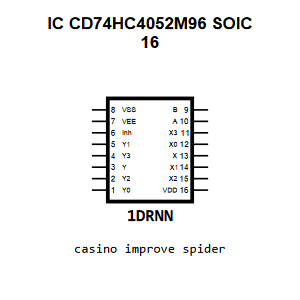 IC CD74HC4052M96 SOIC
16
8 VSS B 9
7 VEE A 10
6 Inh X3 11
5 Y1 X0 12
4 Y3 X 13
3 Y X1 14
2 Y2 X2 15
1 Y0 VDD 16
1DRNN
casino improve spider